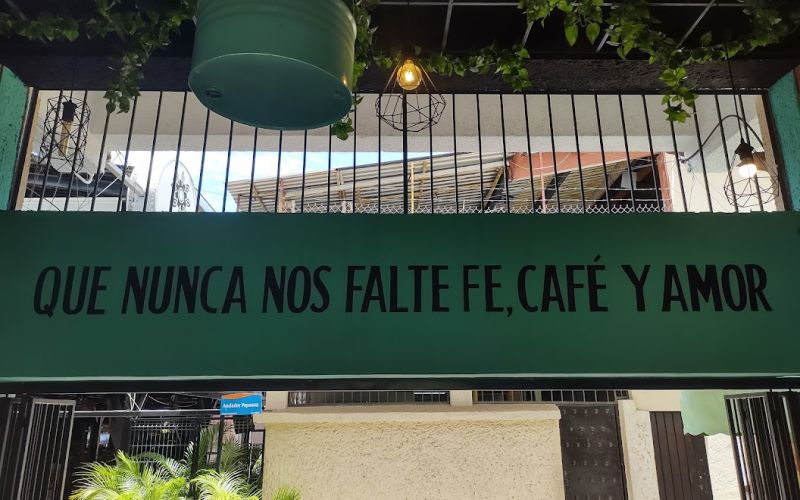 QUE NUNCA NOS FALTE FE, CAFÉ Y AMOR